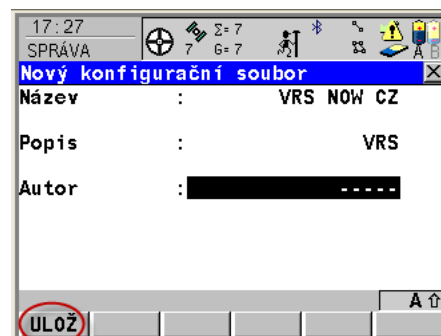 17:27
SPRÁVA
7
Σ= 7
G= 7
A B
Nový konfigurační soubor
Název : VRS NOW CZ
Popis : VRS
Autor : -----
A
ULOŽ